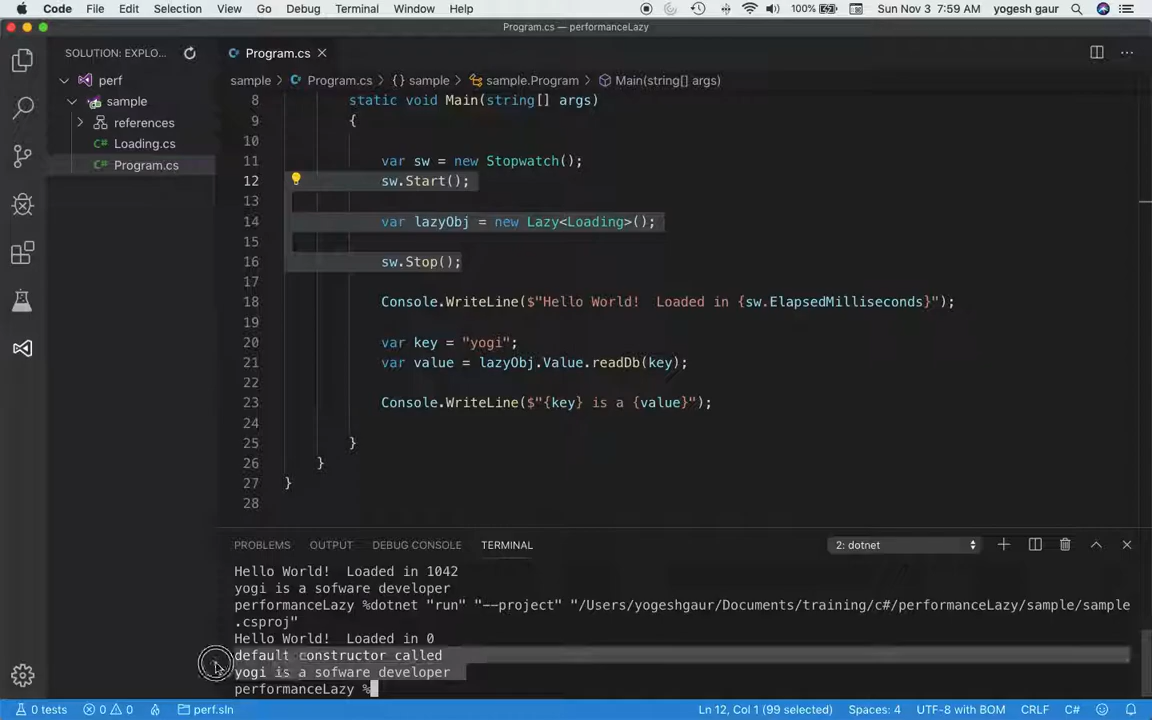 Code File Edit Selection View Go Debug Terminal Window Help 100% Sun Nov 3 7:59 AM yogesh gaur
Program.cs — performanceLazy
SOLUTION: EXPLO...
Program.cs
perf
sample
references
Loading.cs
Program.cs
sample > Program.cs > {} sample > sample.Program > Main(string[] args)
8 static void Main(string[] args)
9 {
10
11 var sw = new Stopwatch();
12 sw.Start();
13
14 var lazyObj = new Lazy<Loading>();
15
16 sw.Stop();
17
18 Console.WriteLine($"Hello World!  Loaded in {sw.ElapsedMilliseconds}");
19
20 var key = "yogi";
21 var value = lazyObj.Value.readDb(key);
22
23 Console.WriteLine($"{key} is a {value}");
24
25 }
26 }
27 }
28
PROBLEMS OUTPUT DEBUG CONSOLE TERMINAL 2: dotnet
Hello World!  Loaded in 1042
yogi is a sofware developer
performanceLazy %dotnet "run" "--project" "/Users/yogeshgaur/Documents/training/c#/performanceLazy/sample/sample
.csproj"
Hello World!  Loaded in 0
default constructor called
yogi is a sofware developer
performanceLazy %
0 tests 0 0 perf.sln Ln 12, Col 1 (99 selected) Spaces: 4 UTF-8 with BOM CRLF C#